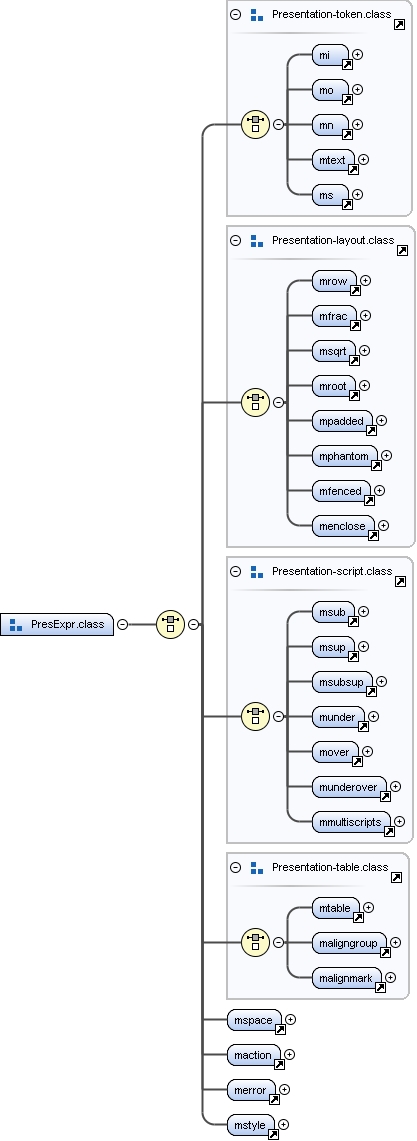 Presentation-token.class
mi
mo
mn
mtext
ms
Presentation-layout.class
mrow
mfrac
msqrt
mroot
mpadded
mphantom
mfenced
menclose
Presentation-script.class
PresExpr.class
msub
msup
msubsup
munder
mover
munderover
mmultiscripts
Presentation-table.class
mtable
maligngroup
malignmark
mspace
maction
merror
mstyle